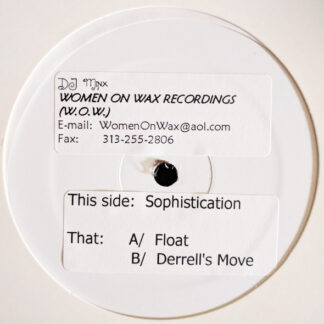 DJ Minx
WOMEN ON WAX RECORDINGS
(W.O.W.)
E-mail: WomenOnWax@aol.com
Fax: 313-255-2806
This side: Sophistication
That: A/ Float
B/ Derrell's Move